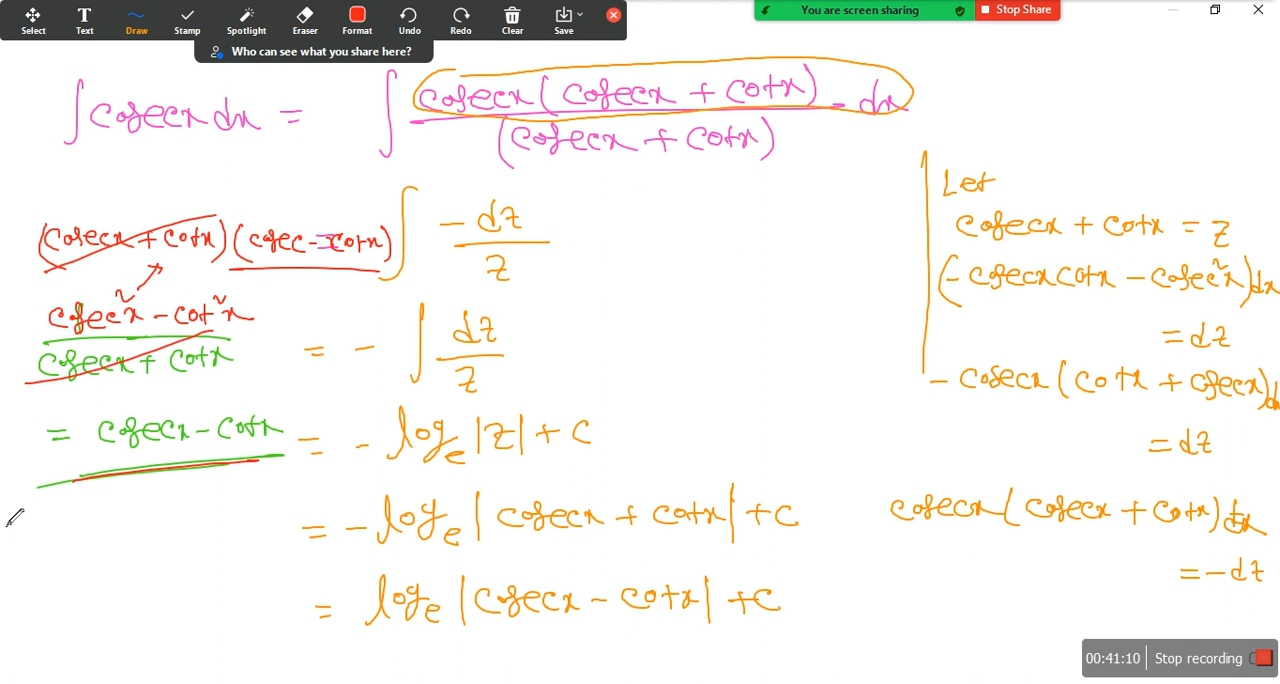 Select Text Draw Stamp Spotlight Eraser Format Undo Redo Clear Save
You are screen sharing Stop Share
Who can see what you share here?
∫ cosecx dx = ∫ cosecx (cosecx + cotx) / (cosecx + cotx) · dx
Let
cosecx + cotx = z
(- cosecx cotx - cosec²x) dx
= dz
- cosecx (cotx + cosecx) dx
= dz
cosecx (cosecx + cotx) dx
= - dz
(cosecx + cotx) (cosec - cotx)
cosec²x - cot²x
cosecx + cotx
= cosecx - cotx
∫ - dz / z
= - ∫ dz / z
= - logₑ |z| + c
= - logₑ | cosecx + cotx | + c
= logₑ | cosecx - cotx | + c
00:41:10 Stop recording